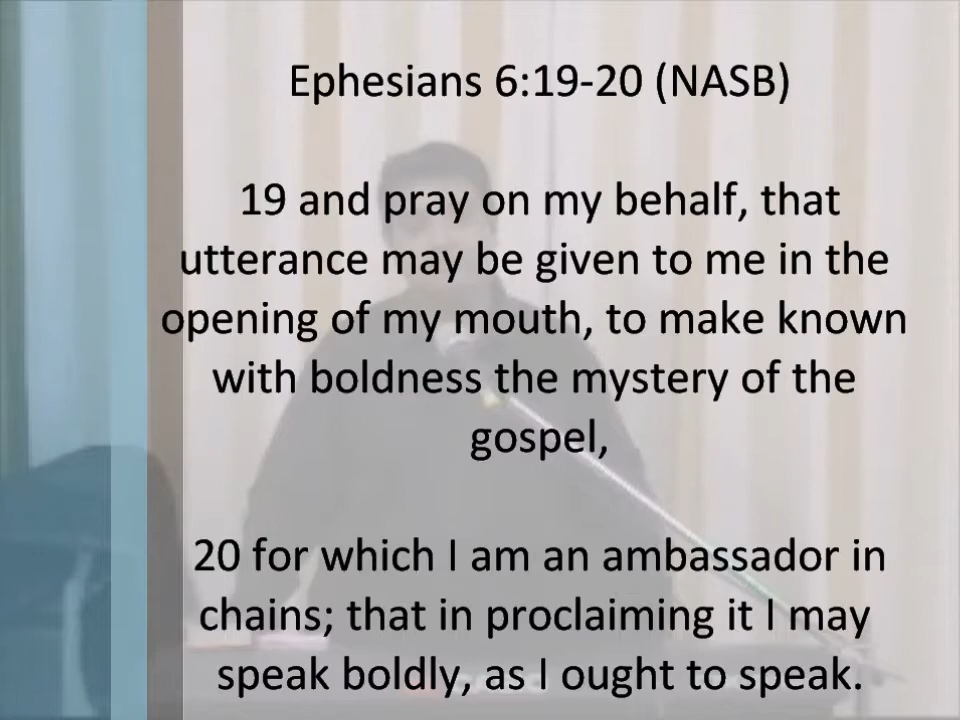 Ephesians 6:19-20 (NASB)
19 and pray on my behalf, that
utterance may be given to me in the
opening of my mouth, to make known
with boldness the mystery of the
gospel,
20 for which I am an ambassador in
chains; that in proclaiming it I may
speak boldly, as I ought to speak.